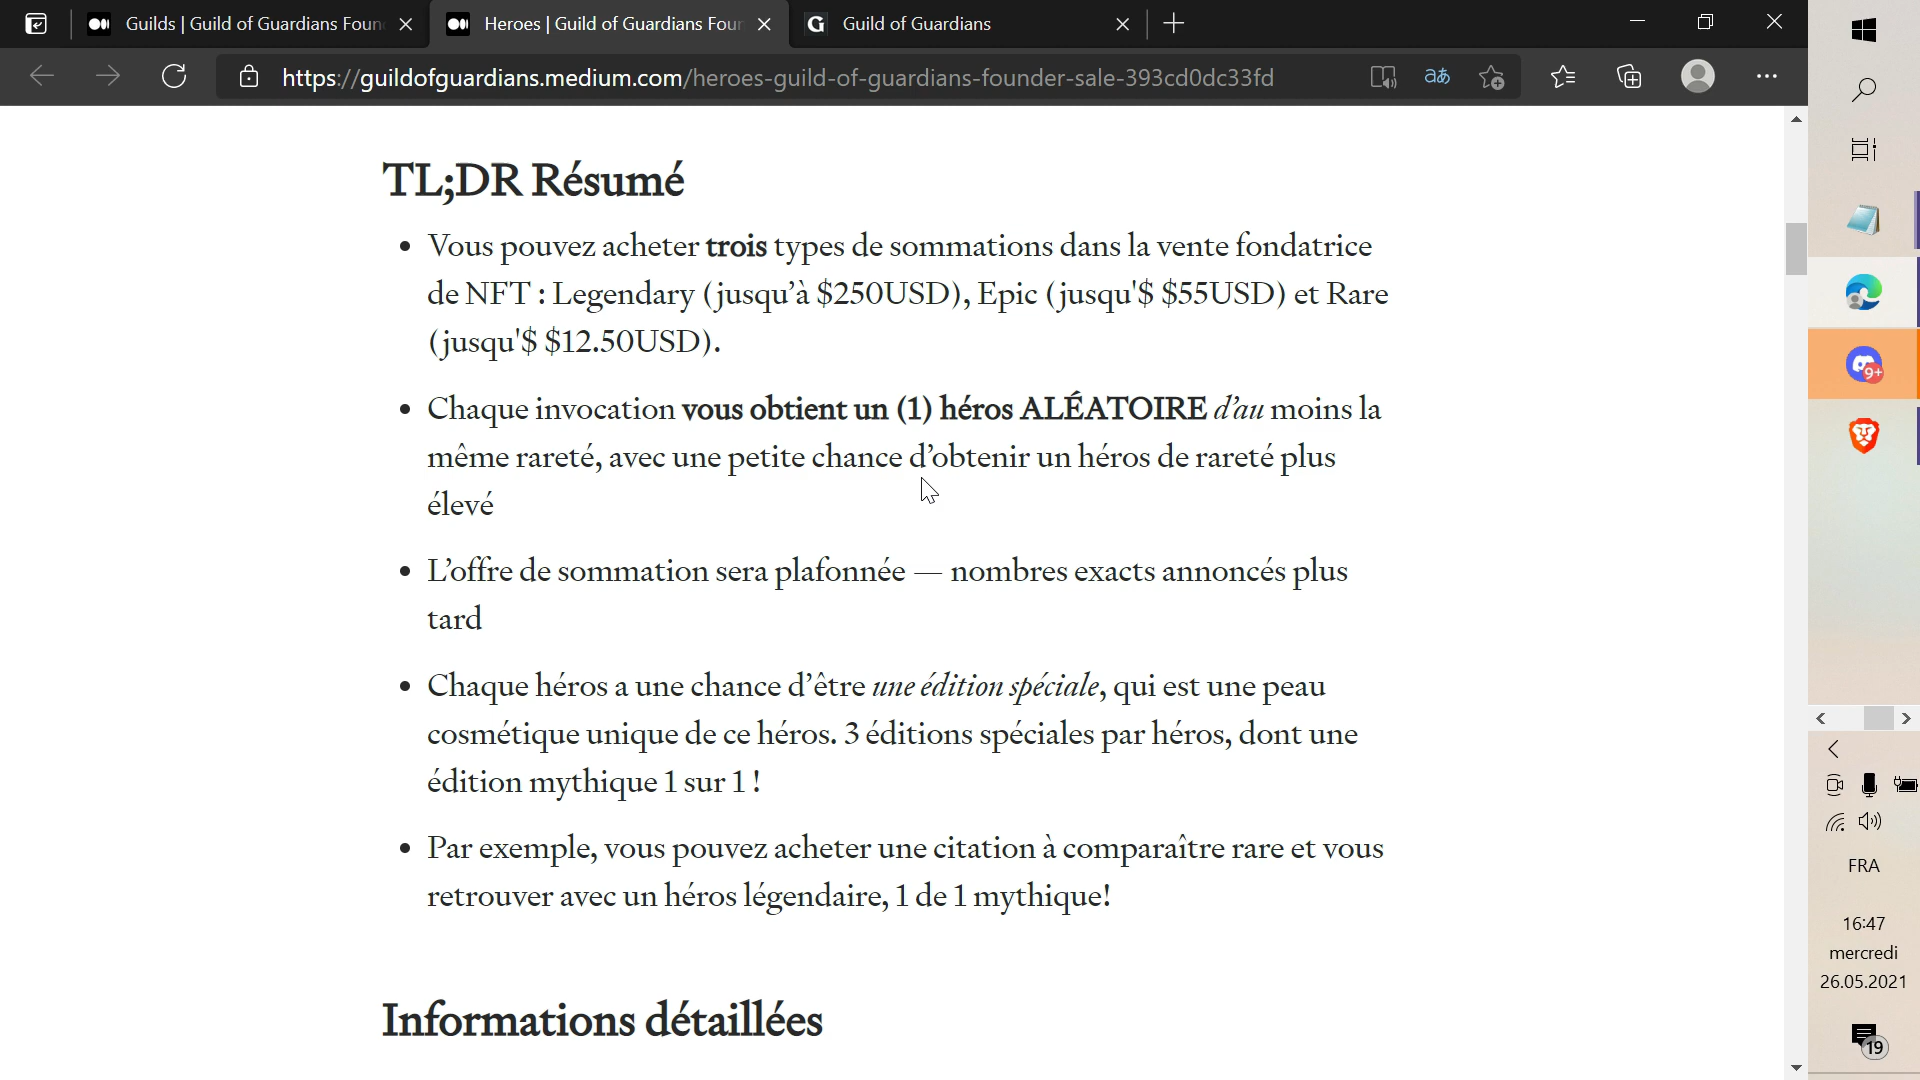 Guilds | Guild of Guardians Foun
Heroes | Guild of Guardians Foun
Guild of Guardians
https://guildofguardians.medium.com/heroes-guild-of-guardians-founder-sale-393cd0dc33fd
TL;DR Résumé
Vous pouvez acheter trois types de sommations dans la vente fondatrice
de NFT : Legendary (jusqu’à $250USD), Epic (jusqu'$ $55USD) et Rare
(jusqu'$ $12.50USD).
Chaque invocation vous obtient un (1) héros ALÉATOIRE d’au moins la
même rareté, avec une petite chance d’obtenir un héros de rareté plus
élevé
L’offre de sommation sera plafonnée — nombres exacts annoncés plus
tard
Chaque héros a une chance d’être une édition spéciale, qui est une peau
cosmétique unique de ce héros. 3 éditions spéciales par héros, dont une
édition mythique 1 sur 1 !
Par exemple, vous pouvez acheter une citation à comparaître rare et vous
retrouver avec un héros légendaire, 1 de 1 mythique!
Informations détaillées
9+
FRA
16:47
mercredi
26.05.2021
19